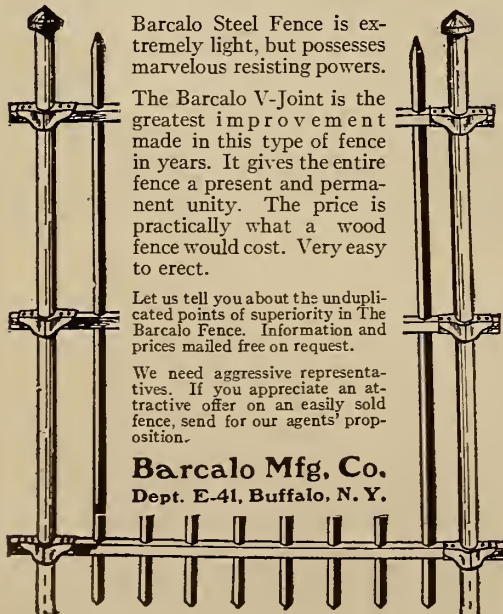 Barcalo Steel Fence is ex-
tremely light, but possesses
marvelous resisting powers.
The Barcalo V-Joint is the
greatest improvement
made in this type of fence
in years. It gives the entire
fence a present and perma-
nent unity. The price is
practically what a wood
fence would cost. Very easy
to erect.
Let us tell you about the undupli-
cated points of superiority in The
Barcalo Fence. Information and
prices mailed free on request.
We need aggressive representa-
tives. If you appreciate an at-
tractive offer on an easily sold
fence, send for our agents' prop-
osition.
Barcalo Mfg. Co.
Dept. E-41, Buffalo, N. Y.